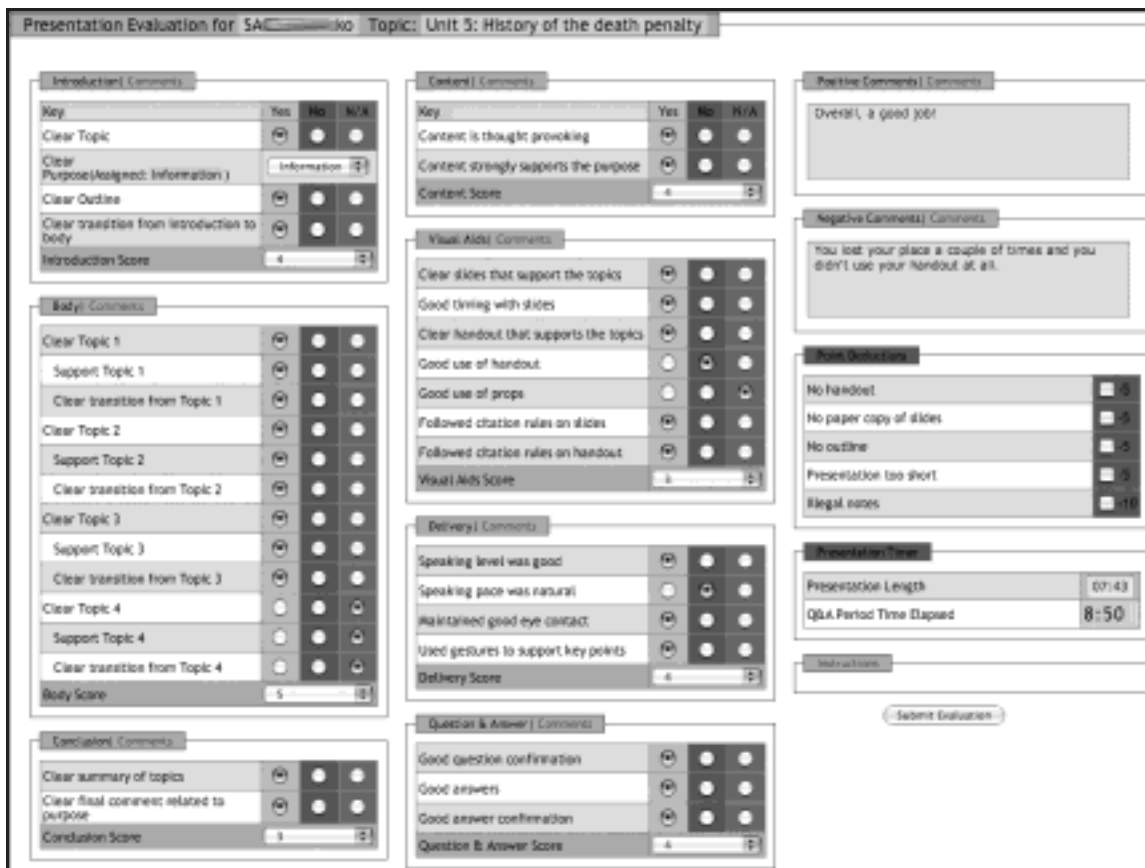 Presentation Evaluation for SA ko Topic: Unit 5: History of the death penalty
Introduction| Comments
Key Yes No N/A
Clear Topic
Clear
Purpose(Assigned: Information )
Information
Clear Outline
Clear transition from introduction to
body
Introduction Score 4
Body| Comments
Clear Topic 1
Support Topic 1
Clear transition from Topic 1
Clear Topic 2
Support Topic 2
Clear transition from Topic 2
Clear Topic 3
Support Topic 3
Clear transition from Topic 3
Clear Topic 4
Support Topic 4
Clear transition from Topic 4
Body Score 5
Conclusion| Comments
Clear summary of topics
Clear final comment related to
purpose
Conclusion Score
Content| Comments
Key Yes No N/A
Content is thought provoking
Content strongly supports the purpose
Content Score 4
Visual Aids| Comments
Clear slides that support the topics
Good timing with slides
Clear handout that supports the topics
Good use of handout
Good use of props
Followed citation rules on slides
Followed citation rules on handout
Visual Aids Score
Delivery| Comments
Speaking level was good
Speaking pace was natural
Maintained good eye contact
Used gestures to support key points
Delivery Score 4
Question & Answer| Comments
Good question confirmation
Good answers
Good answer confirmation
Question & Answer Score 4
Positive Comments| Comments
Overall, a good job!
Negative Comments| Comments
You lost your place a couple of times and you
didn't use your handout at all.
Point Deductions
No handout -5
No paper copy of slides -5
No outline -5
Presentation too short -5
Illegal notes -10
Presentation Timer
Presentation Length 07:43
Q&A Period Time Elapsed 8:50
Instructions
Submit Evaluation